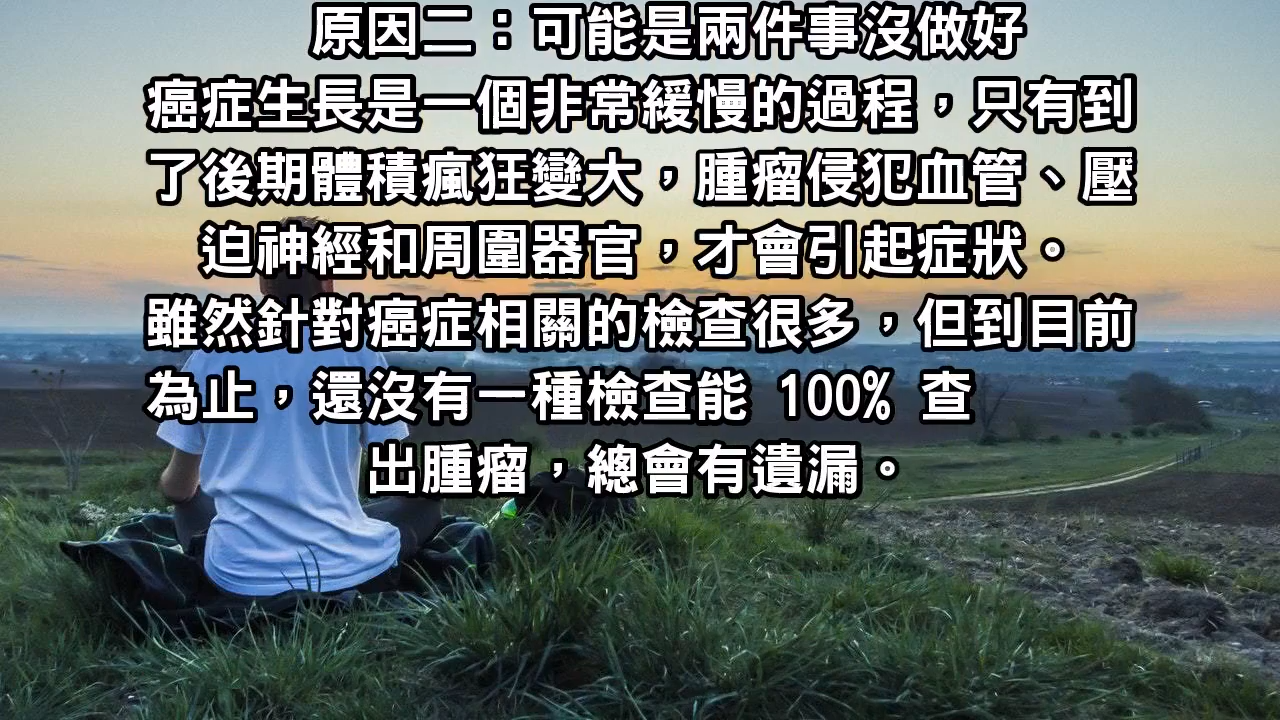 原因二：可能是兩件事沒做好
癌症生長是一個非常緩慢的過程，只有到
了後期體積瘋狂變大，腫瘤侵犯血管、壓
迫神經和周圍器官，才會引起症狀。
雖然針對癌症相關的檢查很多，但到目前
為止，還沒有一種檢查能 100% 查
出腫瘤，總會有遺漏。